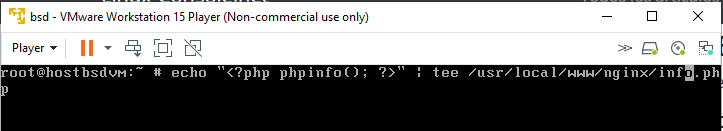 bsd - VMware Workstation 15 Player (Non-commercial use only)
Player
root@hostbsdvm:~ # echo "<?php phpinfo(); ?>" | tee /usr/local/www/nginx/info.ph
p